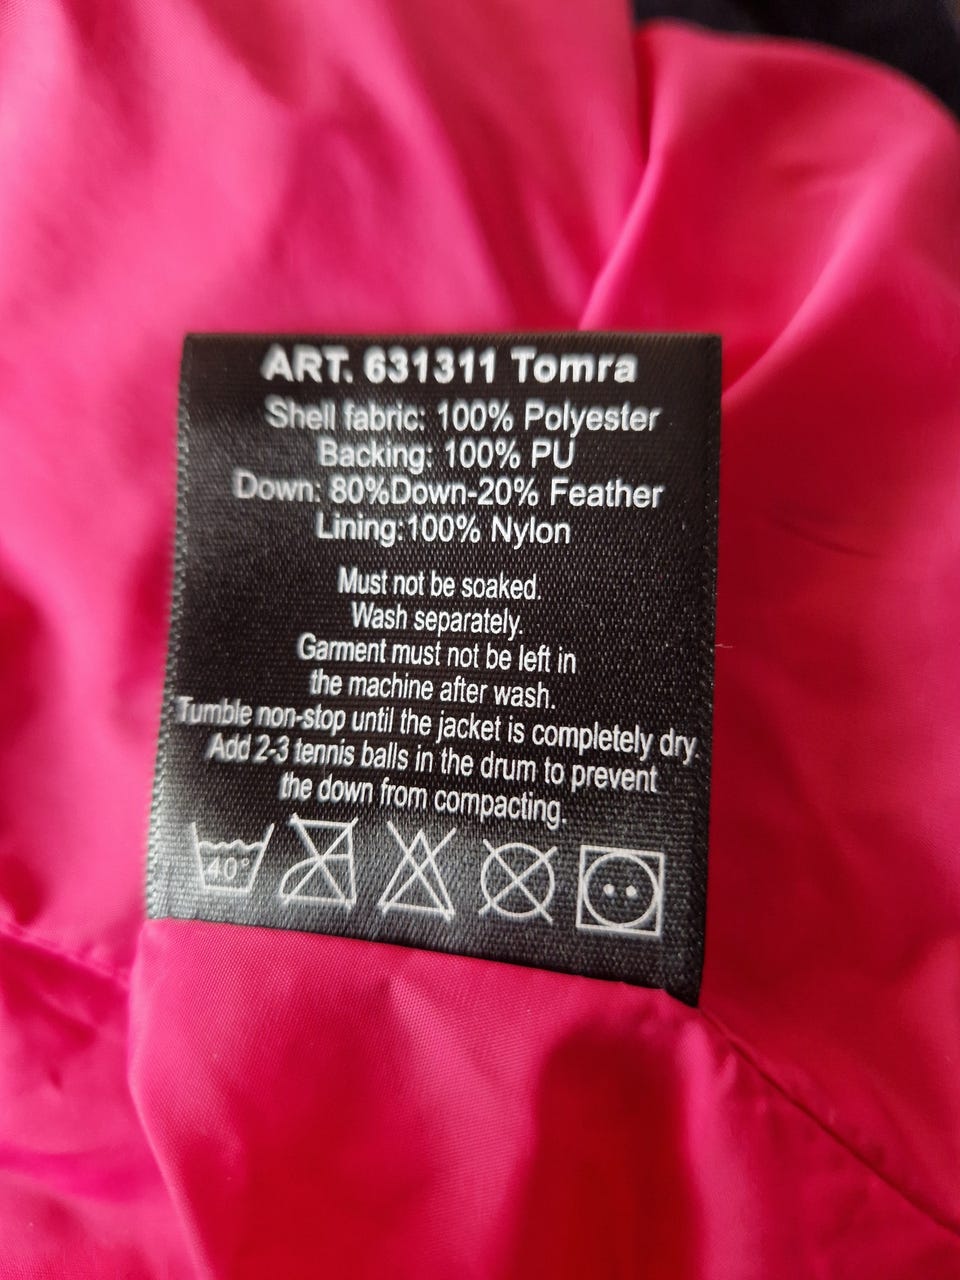 ART. 631311 Tomra
Shell fabric: 100% Polyester
Backing: 100% PU
Down: 80%Down-20% Feather
Lining:100% Nylon
Must not be soaked.
Wash separately.
Garment must not be left in
the machine after wash.
Tumble non-stop until the jacket is completely dry.
Add 2-3 tennis balls in the drum to prevent
the down from compacting.
40°